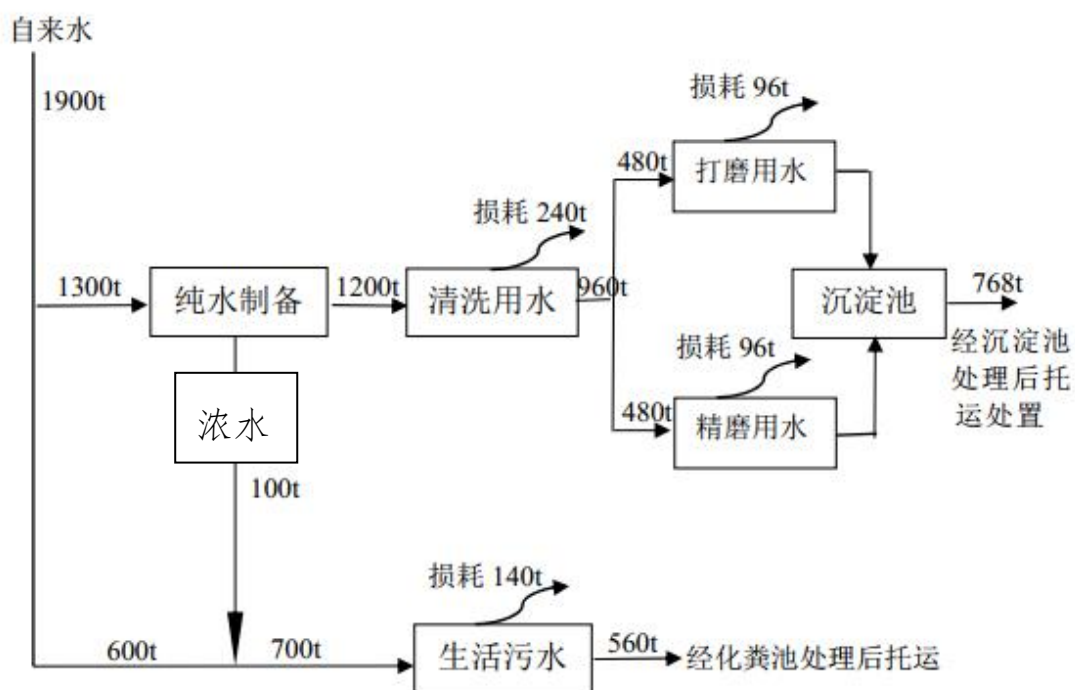 自来水
1900t
损耗 96t
480t
打磨用水
损耗 240t
1300t
纯水制备
1200t
清洗用水
960t
沉淀池
768t
经沉淀池
处理后托
运处置
损耗 96t
480t
精磨用水
浓水
100t
损耗 140t
600t
700t
生活污水
560t
经化粪池处理后托运